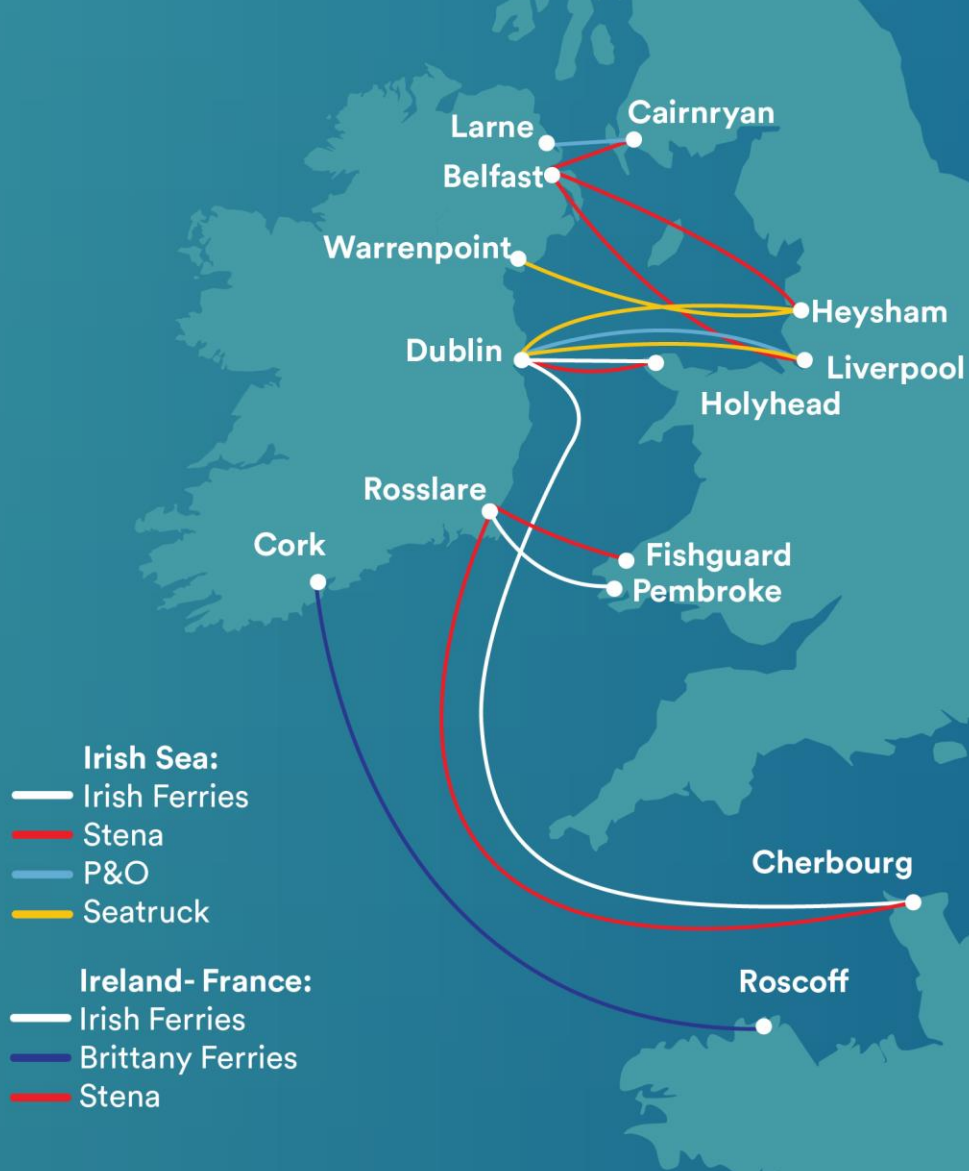 Cairnryan
Larne
Belfast
Warrenpoint
Heysham
Dublin
Liverpool
Holyhead
Rosslare
Cork
Fishguard
Pembroke
Irish Sea:
Irish Ferries
Stena
P&O
Seatruck
Cherbourg
Roscoff
Ireland-France:
Irish Ferries
Brittany Ferries
Stena